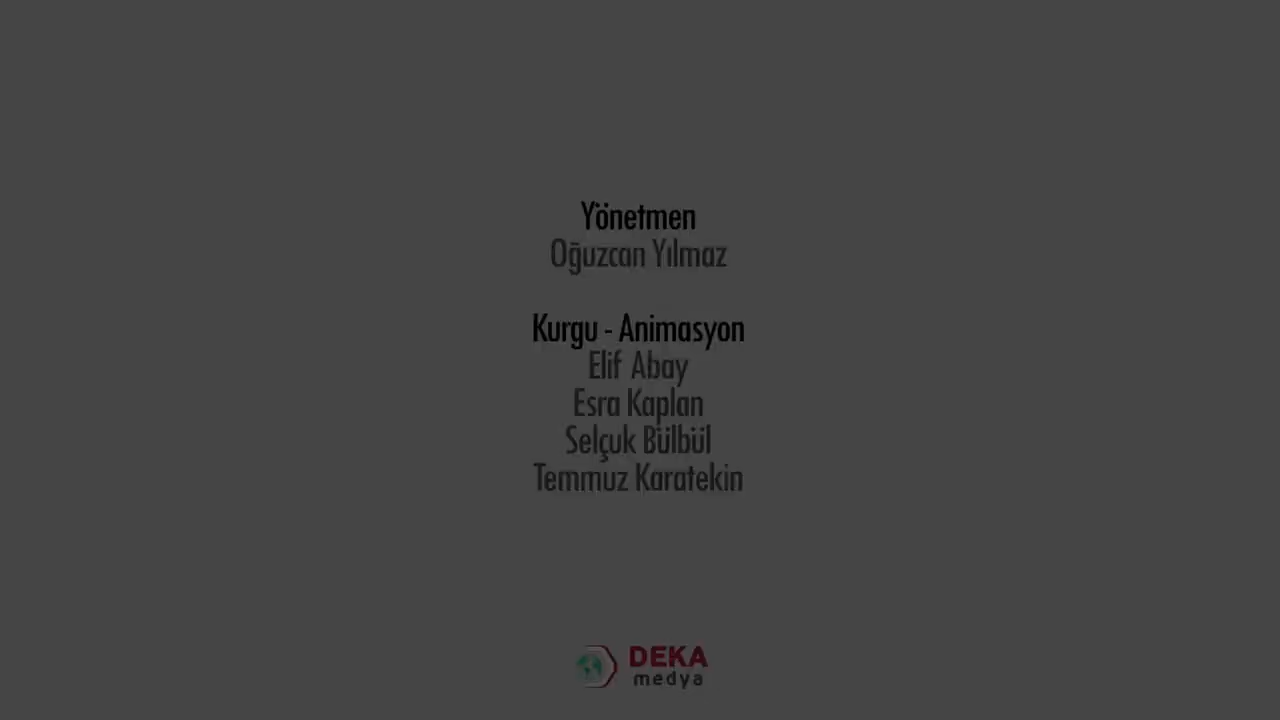 Yönetmen
Oğuzcan Yılmaz
Kurgu - Animasyon
Elif Abay
Esra Kaplan
Selçuk Bülbül
Temmuz Karatekin
DEKA
medya